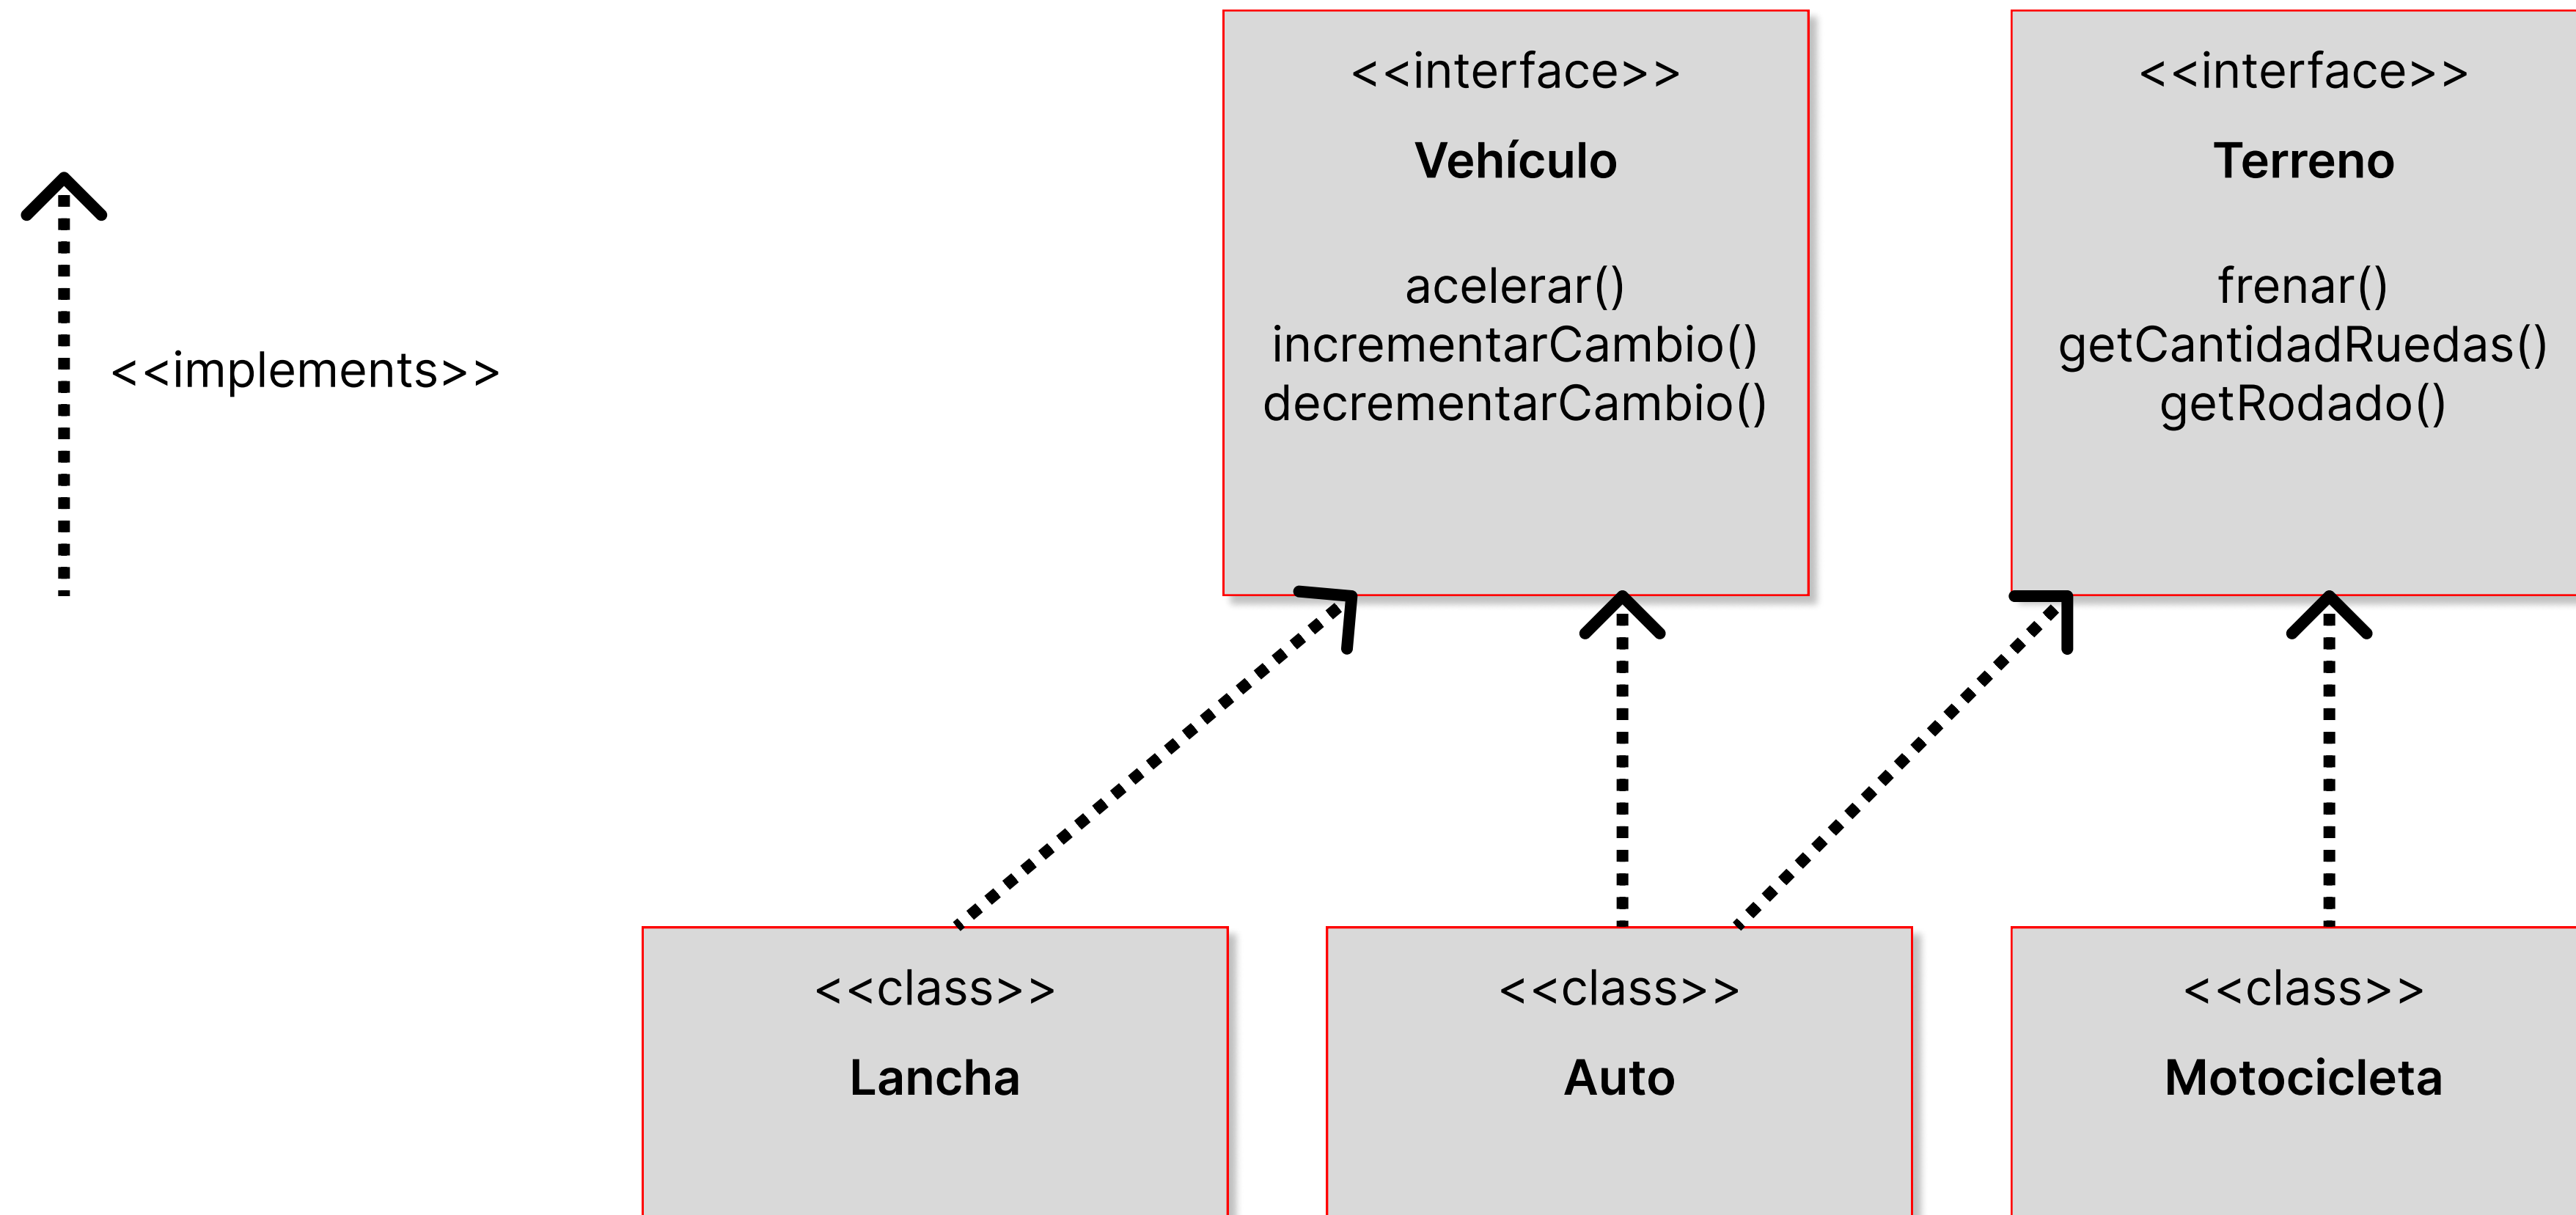 <<implements>>
<<interface>>
Vehículo
acelerar()
incrementarCambio()
decrementarCambio()
<<interface>>
Terreno
frenar()
getCantidadRuedas()
getRodado()
<<class>>
Lancha
<<class>>
Auto
<<class>>
Motocicleta